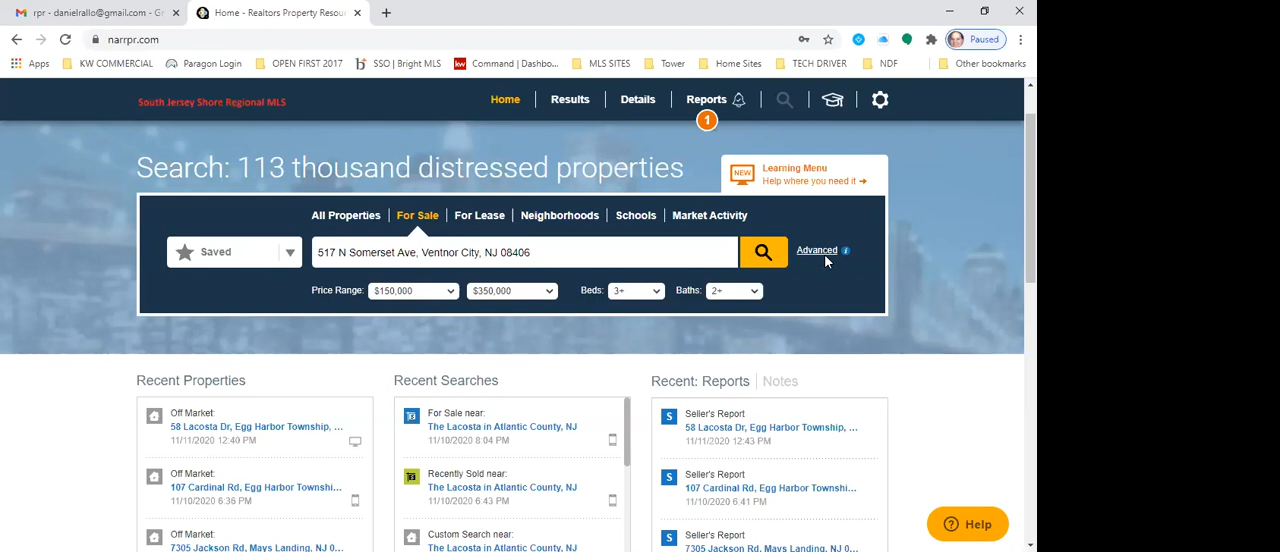 rpr - danielrallo@gmail.com - Gr
Home - Realtors Property Resou
narrpr.com
Paused
Apps
KW COMMERCIAL
Paragon Login
OPEN FIRST 2017
SSO | Bright MLS
kw Command | Dashbo...
MLS SITES
Tower
Home Sites
TECH DRIVER
NDF
Other bookmarks
South Jersey Shore Regional MLS
Home
Results
Details
Reports
1
Search: 113 thousand distressed properties
NEW
Learning Menu
Help where you need it
All Properties
For Sale
For Lease
Neighborhoods
Schools
Market Activity
Saved
517 N Somerset Ave, Ventnor City, NJ 08406
Advanced i
Price Range: $150,000 $350,000 Beds: 3+ Baths: 2+
Recent Properties
Off Market:
58 Lacosta Dr, Egg Harbor Township, ...
11/11/2020 12:40 PM
Off Market:
107 Cardinal Rd, Egg Harbor Townshi...
11/10/2020 6:36 PM
Off Market:
7305 Jackson Rd, Mays Landing, NJ 0...
Recent Searches
For Sale near:
The Lacosta in Atlantic County, NJ
11/10/2020 8:04 PM
Recently Sold near:
The Lacosta in Atlantic County, NJ
11/10/2020 6:43 PM
Custom Search near:
The Lacosta in Atlantic County, NJ
Recent: Reports | Notes
S Seller's Report
58 Lacosta Dr, Egg Harbor Township, ...
11/11/2020 12:43 PM
S Seller's Report
107 Cardinal Rd, Egg Harbor Townshi...
11/10/2020 6:41 PM
S Seller's Report
7305 Jackson Rd, Mays Landing, NJ 0...
Help